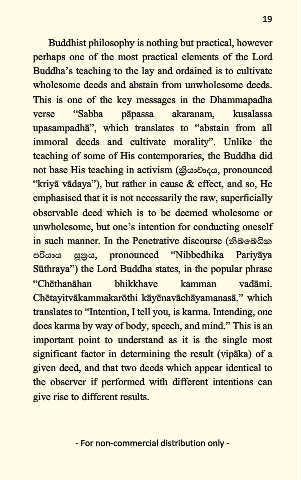 19
Buddhist philosophy is nothing but practical, however
perhaps one of the most practical elements of the Lord
Buddha's teaching to the lay and ordained is to cultivate
wholesome deeds and abstain from unwholesome deeds.
This is one of the key messages in the Dhammapadha
verse “Sabba pāpassa akaranam, kusalassa
upasampadhā”, which translates to “abstain from all
immoral deeds and cultivate morality”. Unlike the
teaching of some of His contemporaries, the Buddha did
not base His teaching in activism (ක්‍රියාවාදය, pronounced
“kriyā vādaya”), but rather in cause & effect, and so, He
emphasised that it is not necessarily the raw, superficially
observable deed which is to be deemed wholesome or
unwholesome, but one's intention for conducting oneself
in such manner. In the Penetrative discourse (නිබ්බෙධික
පරියාය සූත්‍රය, pronounced “Nibbedhika Pariyāya
Sūthraya”) the Lord Buddha states, in the popular phrase
“Chēthanāhan bhikkhave kamman vadāmi.
Chētayitvākammakarōthi kāyēnavāchāyamanasā.” which
translates to “Intention, I tell you, is karma. Intending, one
does karma by way of body, speech, and mind.” This is an
important point to understand as it is the single most
significant factor in determining the result (vipāka) of a
given deed, and that two deeds which appear identical to
the observer if performed with different intentions can
give rise to different results.
- For non-commercial distribution only -